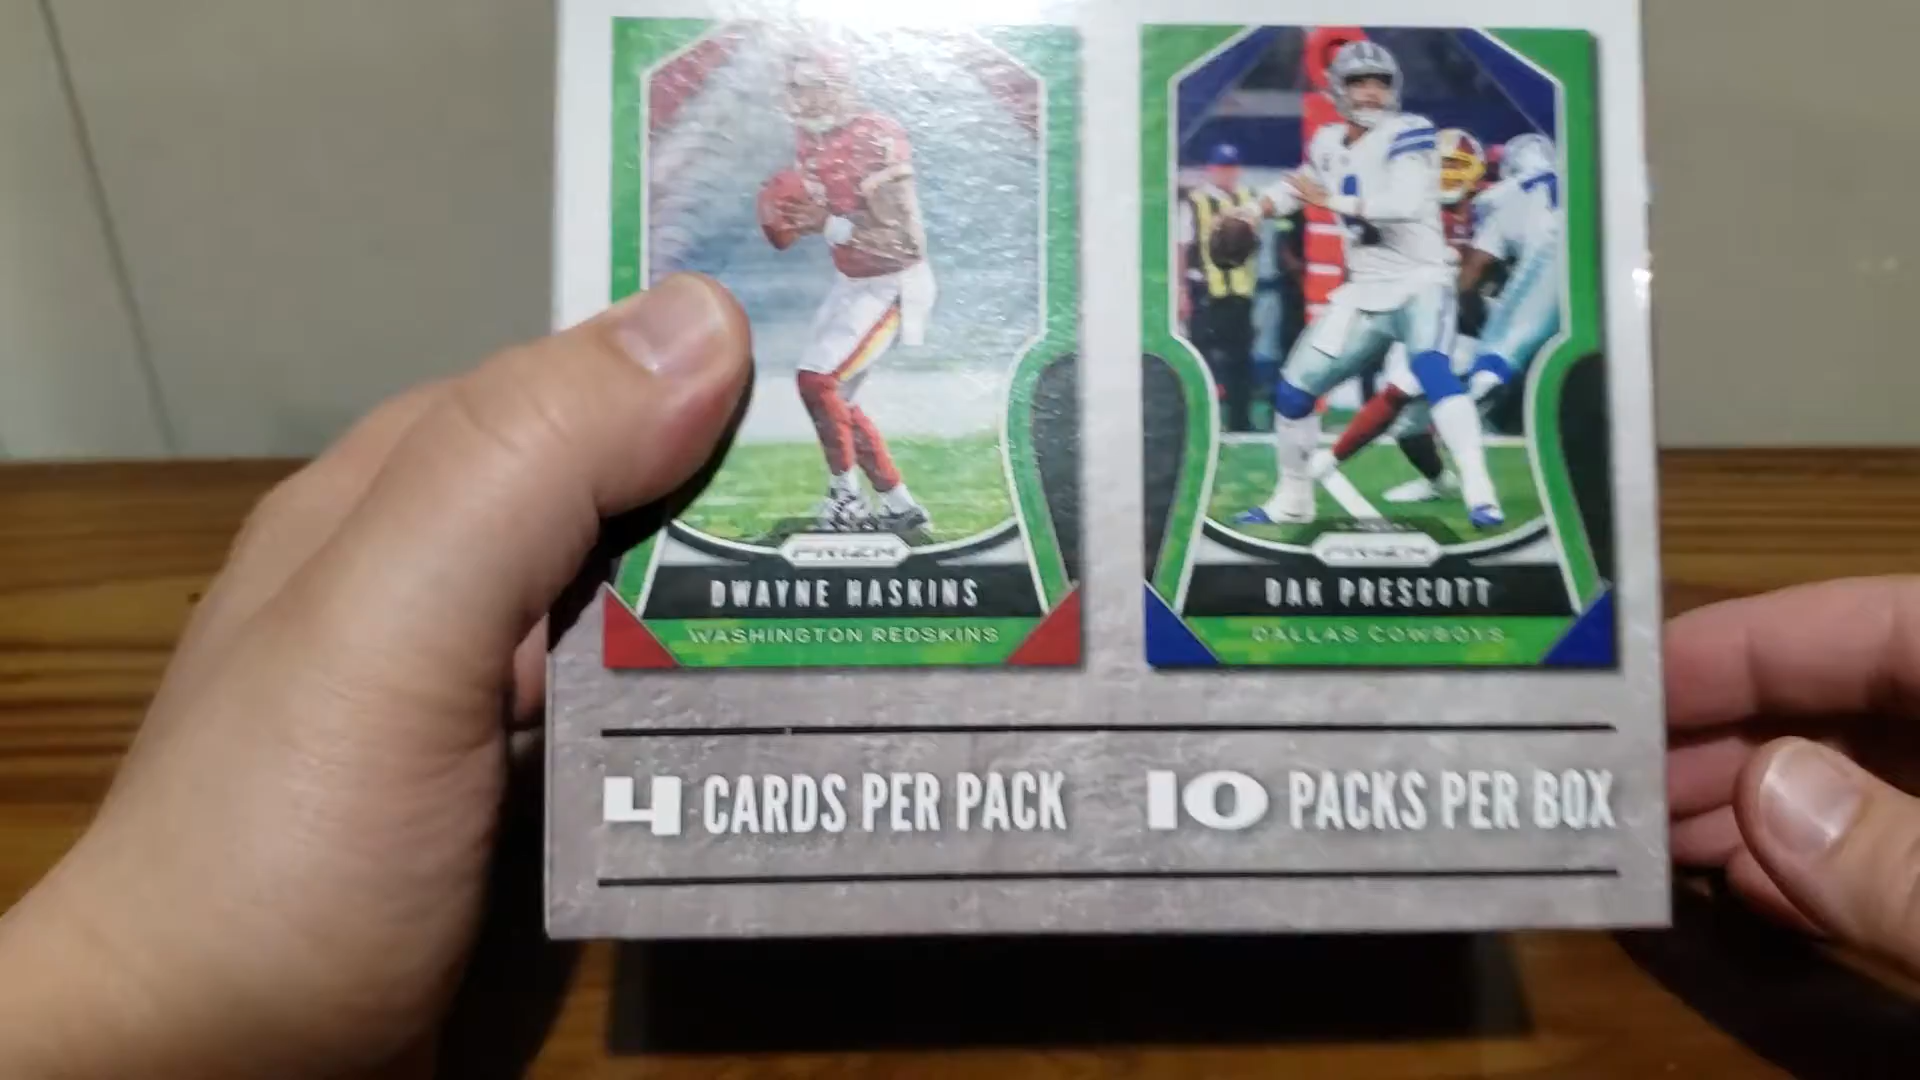 PRIZM
DWAYNE HASKINS
WASHINGTON REDSKINS
PRIZM
DAK PRESCOTT
DALLAS COWBOYS
4 CARDS PER PACK
10 PACKS PER BOX